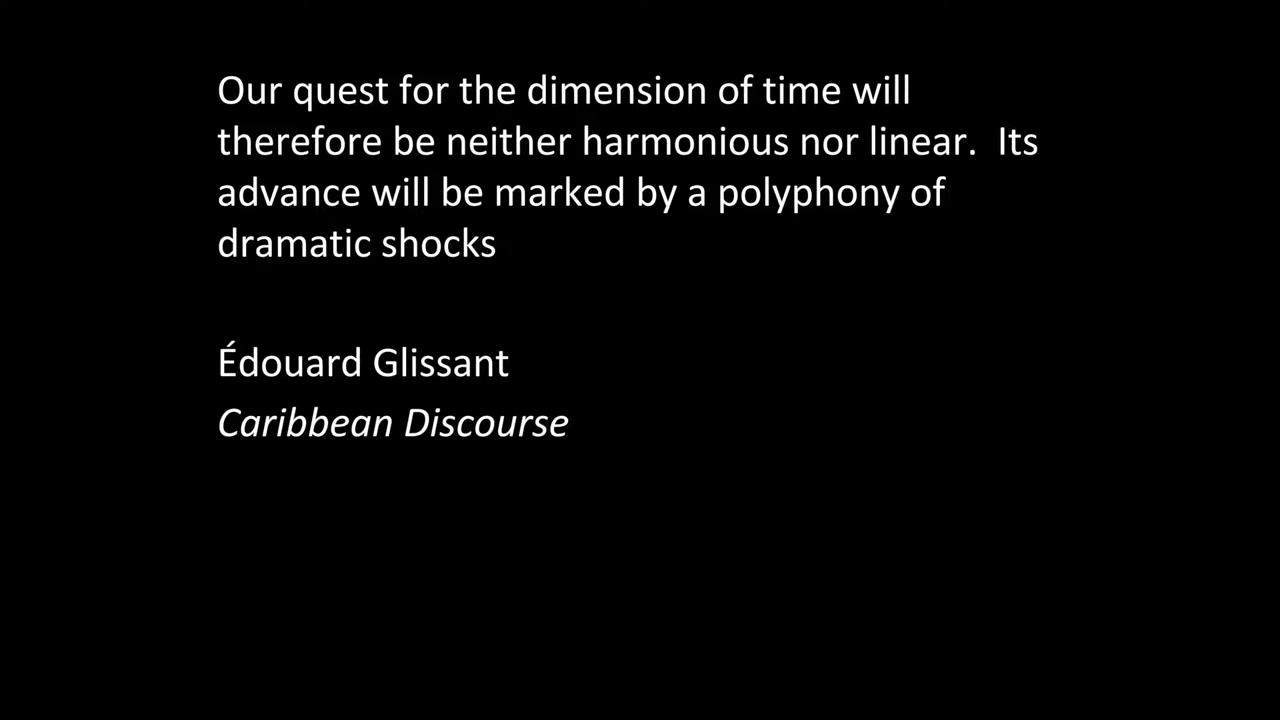 Our quest for the dimension of time will
therefore be neither harmonious nor linear.  Its
advance will be marked by a polyphony of
dramatic shocks
Édouard Glissant
Caribbean Discourse